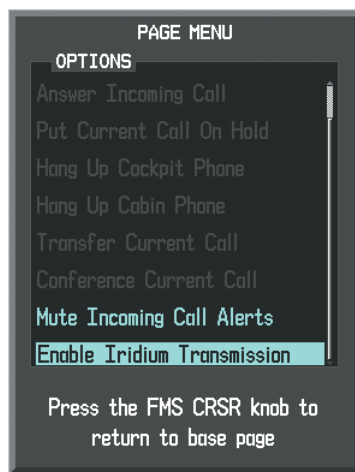 PAGE MENU
OPTIONS
Answer Incoming Call
Put Current Call On Hold
Hang Up Cockpit Phone
Hang Up Cabin Phone
Transfer Current Call
Conference Current Call
Mute Incoming Call Alerts
Enable Iridium Transmission
Press the FMS CRSR knob to
return to base page